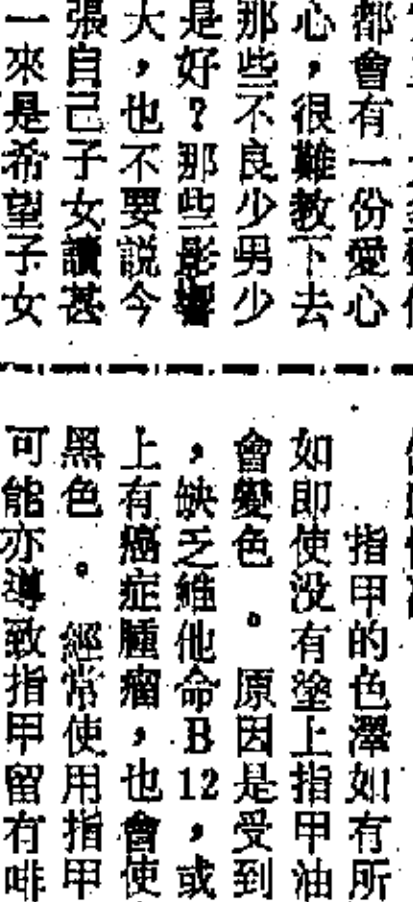 都會有一份愛心
心，很難教下去
那些不良少男少
是好？那些影響
大，也不要説今
張自己子女讀甚
一來是希望子女
指甲的色澤如有所
如即使没有塗上指甲油
會變色。原因是受到
，缺乏維他命B12，或
上有癌症腫瘤，也會使
黑色。經常使用指甲
可能亦導致指甲留有啡